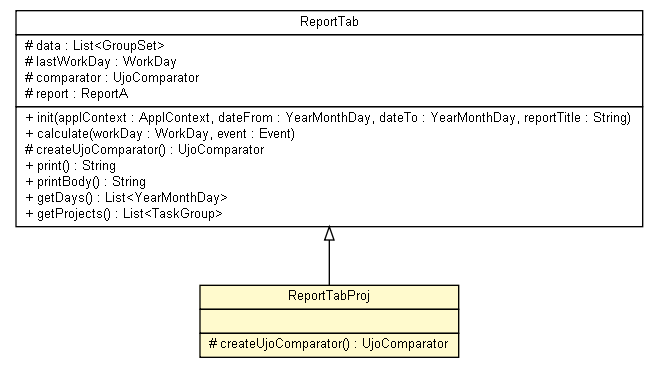 ReportTab
# data : List<GroupSet>
# lastWorkDay : WorkDay
# comparator : UjoComparator
# report : ReportA
+ init(applContext : ApplContext, dateFrom : YearMonthDay, dateTo : YearMonthDay, reportTitle : String)
+ calculate(workDay : WorkDay, event : Event)
# createUjoComparator() : UjoComparator
+ print() : String
+ printBody() : String
+ getDays() : List<YearMonthDay>
+ getProjects() : List<TaskGroup>
ReportTabProj
# createUjoComparator() : UjoComparator